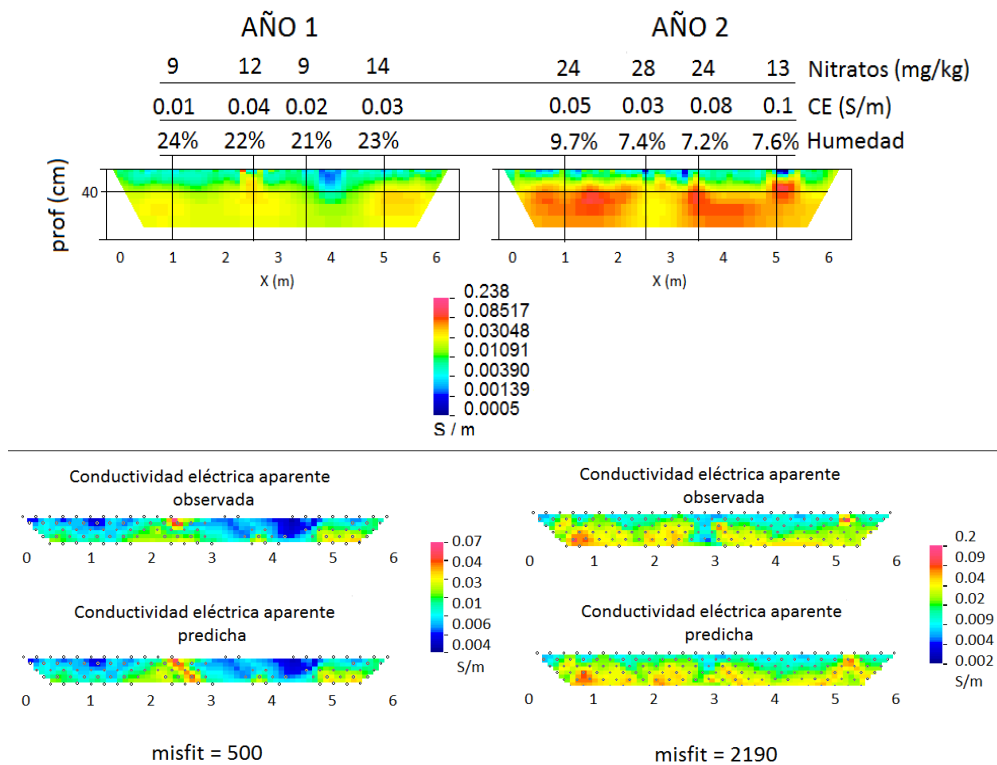 AÑO 1 AÑO 2
9 12 9 14 24 28 24 13 Nitratos (mg/kg)
0.01 0.04 0.02 0.03 0.05 0.03 0.08 0.1 CE (S/m)
24% 22% 21% 23% 9.7% 7.4% 7.2% 7.6% Humedad
prof (cm)
40
0 1 2 3 4 5 6 0 1 2 3 4 5 6
X (m) X (m)
0.238
0.08517
0.03048
0.01091
0.00390
0.00139
0.0005
S / m
Conductividad eléctrica aparente
observada
0 1 2 3 4 5 6
Conductividad eléctrica aparente
predicha
0 1 2 3 4 5 6
0.07
0.04
0.03
0.01
0.006
0.004
S/m
misfit = 500
Conductividad eléctrica aparente
observada
0 1 2 3 4 5 6
Conductividad eléctrica aparente
predicha
0 1 2 3 4 5 6
0.2
0.09
0.04
0.02
0.009
0.004
0.002
S/m
misfit = 2190